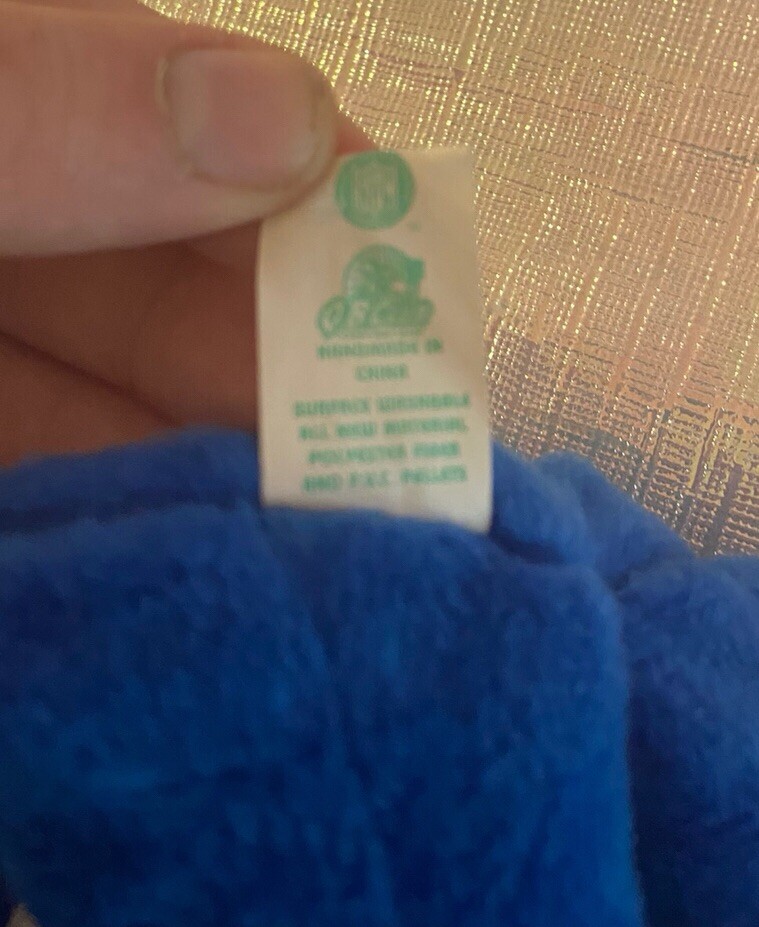 HANDMADE IN
CHINA
SURFACE WASHABLE
ALL NEW MATERIAL
POLYESTER FIBER
AND P.V.C. PELLETS